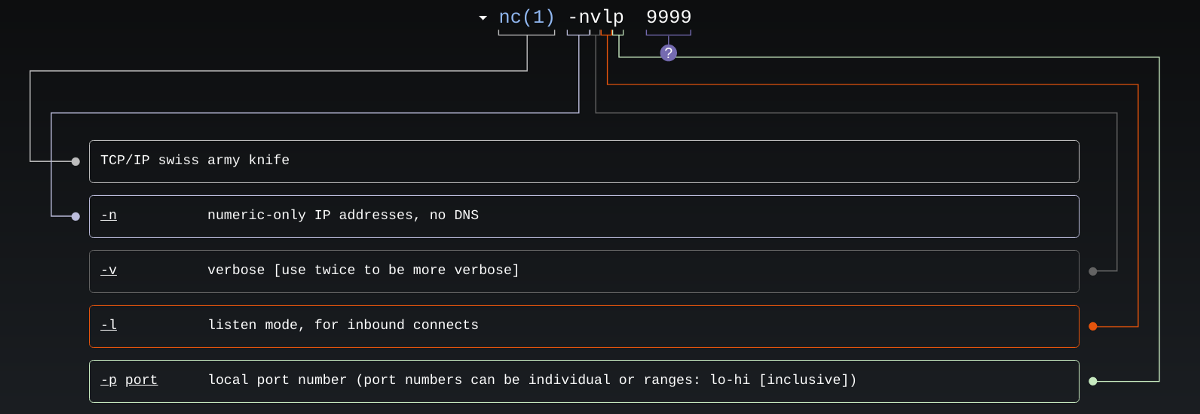 nc(1) -nvlp 9999
?
TCP/IP swiss army knife
-n numeric-only IP addresses, no DNS
-v verbose [use twice to be more verbose]
-l listen mode, for inbound connects
-p port local port number (port numbers can be individual or ranges: lo-hi [inclusive])